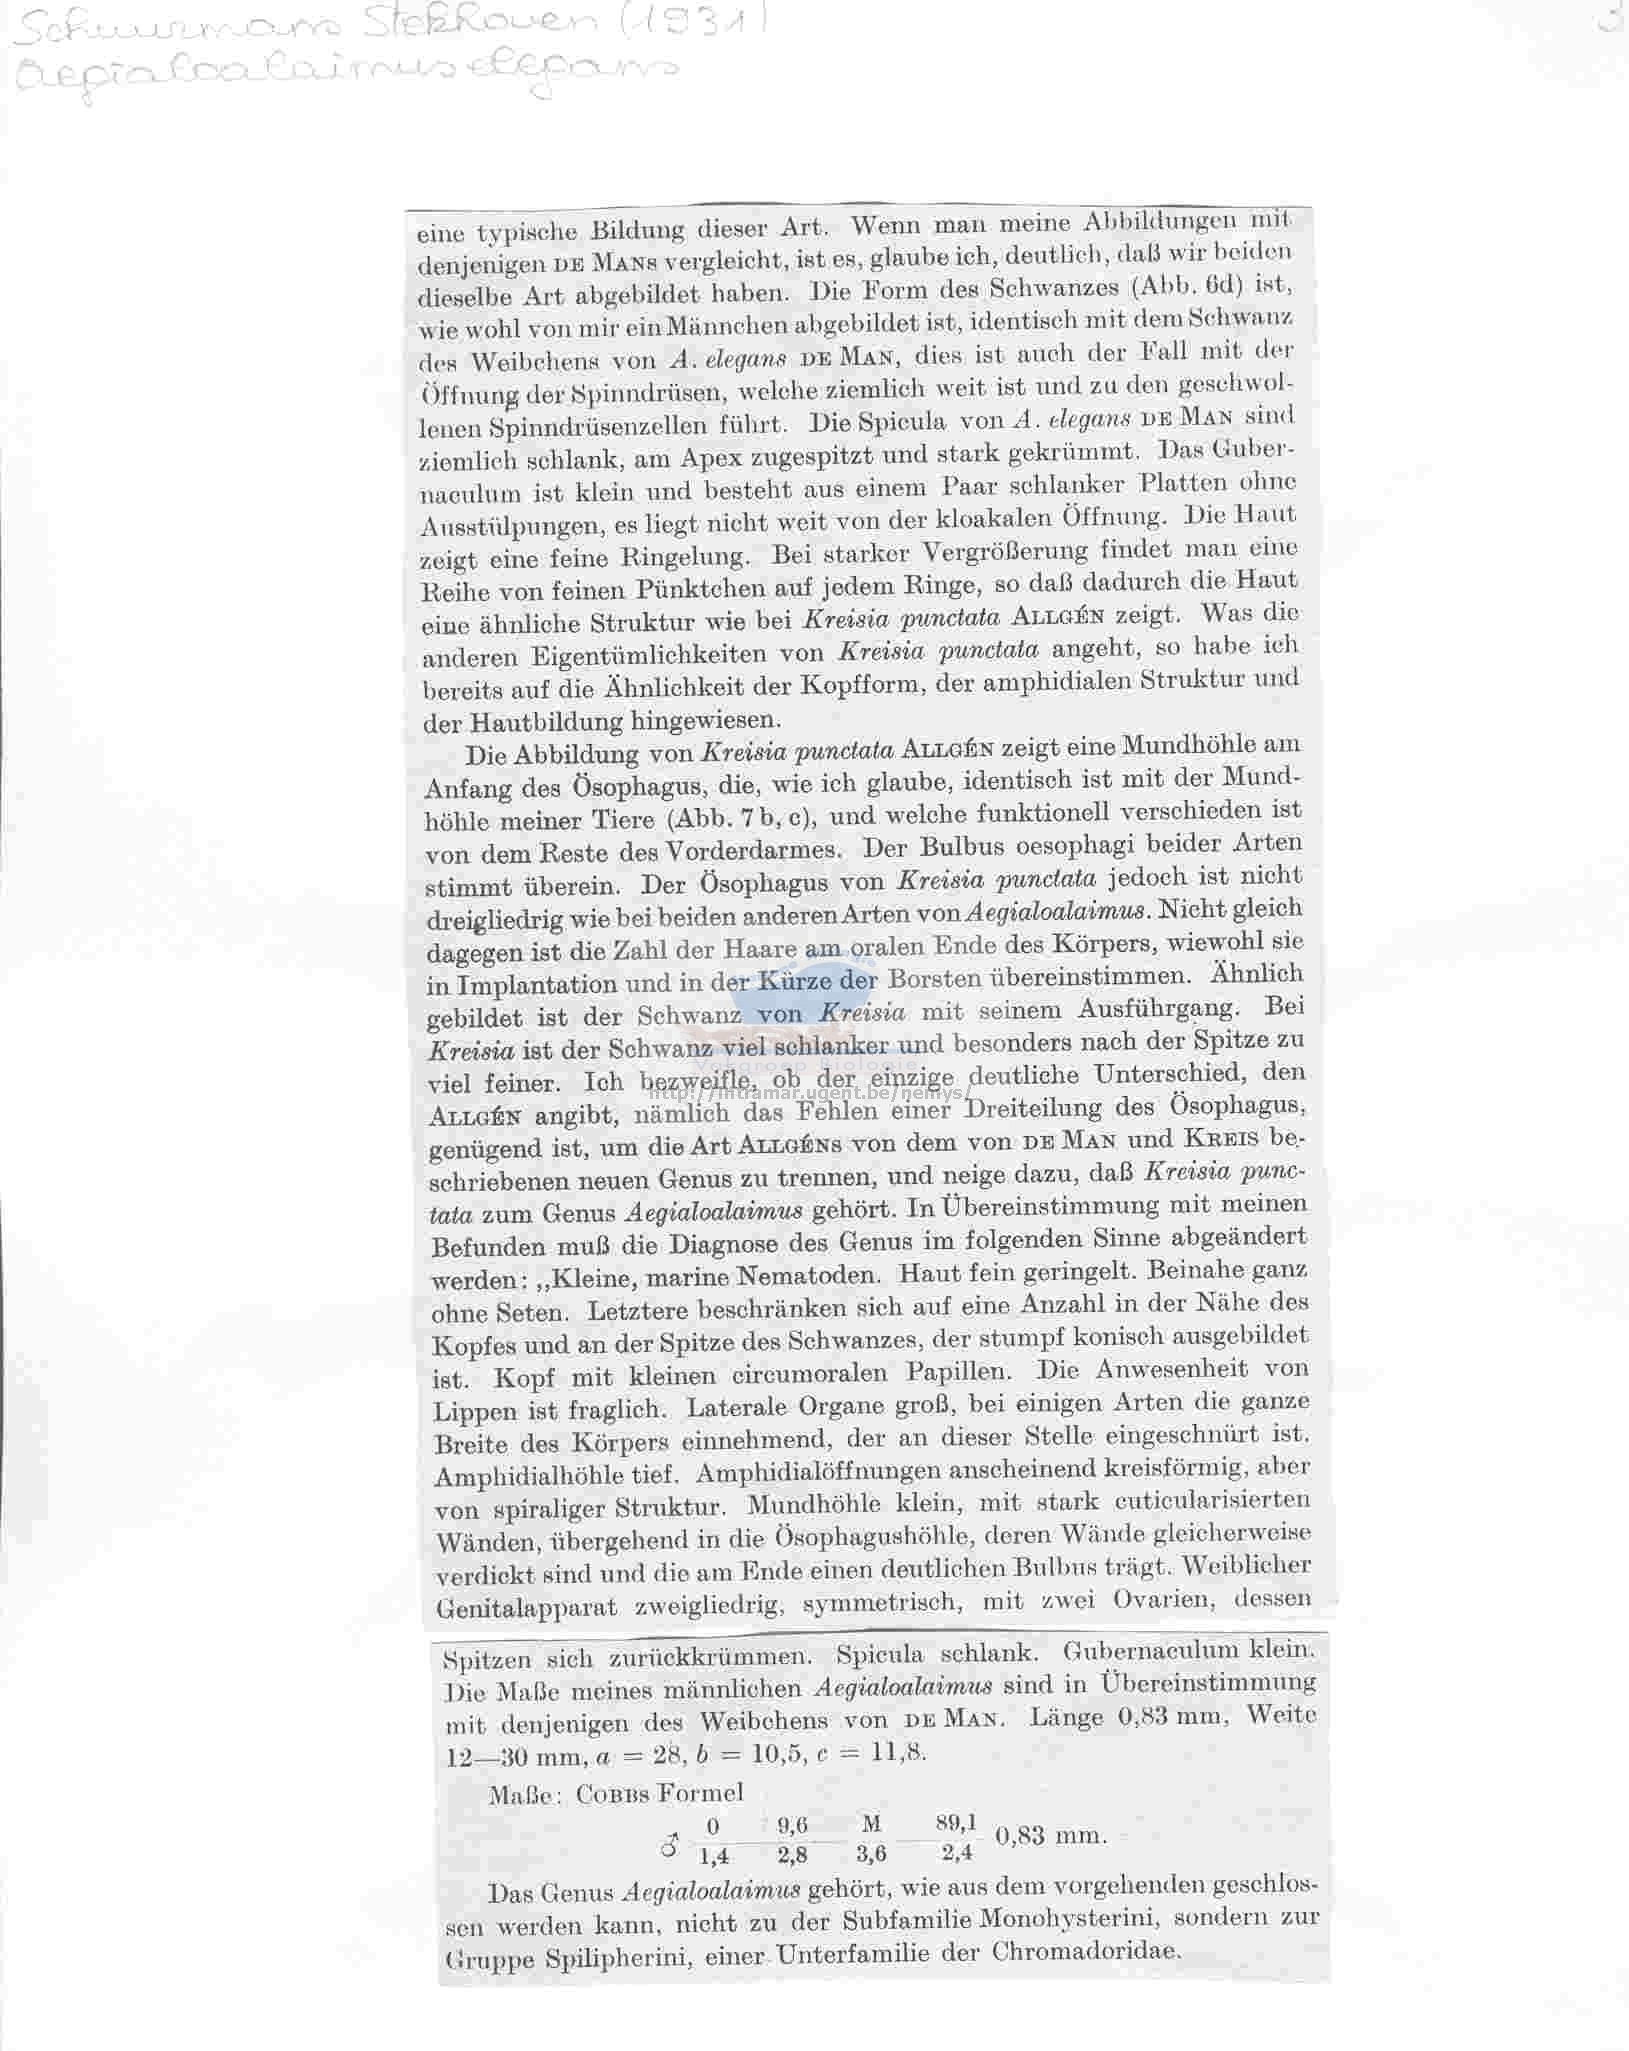 Schuurmans Stekhoven (1931)
3
Aegialoalaimus elegans
eine typische Bildung dieser Art. Wenn man meine Abbildungen mit
denjenigen DE MANs vergleicht, ist es, glaube ich, deutlich, daß wir beiden
dieselbe Art abgebildet haben. Die Form des Schwanzes (Abb. 6d) ist,
wie wohl von mir ein Männchen abgebildet ist, identisch mit dem Schwanz
des Weibchens von A. elegans DE MAN, dies ist auch der Fall mit der
Öffnung der Spinndrüsen, welche ziemlich weit ist und zu den geschwol-
lenen Spinndrüsenzellen führt. Die Spicula von A. elegans DE MAN sind
ziemlich schlank, am Apex zugespitzt und stark gekrümmt. Das Guber-
naculum ist klein und besteht aus einem Paar schlanker Platten ohne
Ausstülpungen, es liegt nicht weit von der kloakalen Öffnung. Die Haut
zeigt eine feine Ringelung. Bei starker Vergrößerung findet man eine
Reihe von feinen Pünktchen auf jedem Ringe, so daß dadurch die Haut
eine ähnliche Struktur wie bei Kreisia punctata ALLGÉN zeigt. Was die
anderen Eigentümlichkeiten von Kreisia punctata angeht, so habe ich
bereits auf die Ähnlichkeit der Kopfform, der amphidialen Struktur und
der Hautbildung hingewiesen.
Die Abbildung von Kreisia punctata ALLGÉN zeigt eine Mundhöhle am
Anfang des Ösophagus, die, wie ich glaube, identisch ist mit der Mund-
höhle meiner Tiere (Abb. 7b, c), und welche funktionell verschieden ist
von dem Reste des Vorderdarmes. Der Bulbus oesophagi beider Arten
stimmt überein. Der Ösophagus von Kreisia punctata jedoch ist nicht
dreigliedrig wie bei beiden anderen Arten von Aegialoalaimus. Nicht gleich
dagegen ist die Zahl der Haare am oralen Ende des Körpers, wiewohl sie
in Implantation und in der Kürze der Borsten übereinstimmen. Ähnlich
gebildet ist der Schwanz von Kreisia mit seinem Ausführgang. Bei
Kreisia ist der Schwanz viel schlanker und besonders nach der Spitze zu
Vakgroep Biologie
viel feiner. Ich bezweifle, ob der einzige deutliche Unterschied, den
http://intramar.ugent.be/nemys/
ALLGÉN angibt, nämlich das Fehlen einer Dreiteilung des Ösophagus,
genügend ist, um die Art ALLGÉNs von dem von DE MAN und KREIS be-
schriebenen neuen Genus zu trennen, und neige dazu, daß Kreisia punc-
tata zum Genus Aegialoalaimus gehört. In Übereinstimmung mit meinen
Befunden muß die Diagnose des Genus im folgenden Sinne abgeändert
werden: „Kleine, marine Nematoden. Haut fein geringelt. Beinahe ganz
ohne Seten. Letztere beschränken sich auf eine Anzahl in der Nähe des
Kopfes und an der Spitze des Schwanzes, der stumpf konisch ausgebildet
ist. Kopf mit kleinen circumoralen Papillen. Die Anwesenheit von
Lippen ist fraglich. Laterale Organe groß, bei einigen Arten die ganze
Breite des Körpers einnehmend, der an dieser Stelle eingeschnürt ist.
Amphidialhöhle tief. Amphidialöffnungen anscheinend kreisförmig, aber
von spiraliger Struktur. Mundhöhle klein, mit stark cuticularisierten
Wänden, übergehend in die Ösophagushöhle, deren Wände gleicherweise
verdickt sind und die am Ende einen deutlichen Bulbus trägt. Weiblicher
Genitalapparat zweigliedrig, symmetrisch, mit zwei Ovarien, dessen
Spitzen sich zurückkrümmen. Spicula schlank. Gubernaculum klein.
Die Maße meines männlichen Aegialoalaimus sind in Übereinstimmung
mit denjenigen des Weibchens von DE MAN. Länge 0,83 mm, Weite
12—30 mm, a = 28, b = 10,5, c = 11,8.
Maße: COBBs Formel
0 9,6 M 89,1
♂ 0,83 mm.
1,4 2,8 3,6 2,4
Das Genus Aegialoalaimus gehört, wie aus dem vorgehenden geschlos-
sen werden kann, nicht zu der Subfamilie Monohysterini, sondern zur
Gruppe Spilipherini, einer Unterfamilie der Chromadoridae.